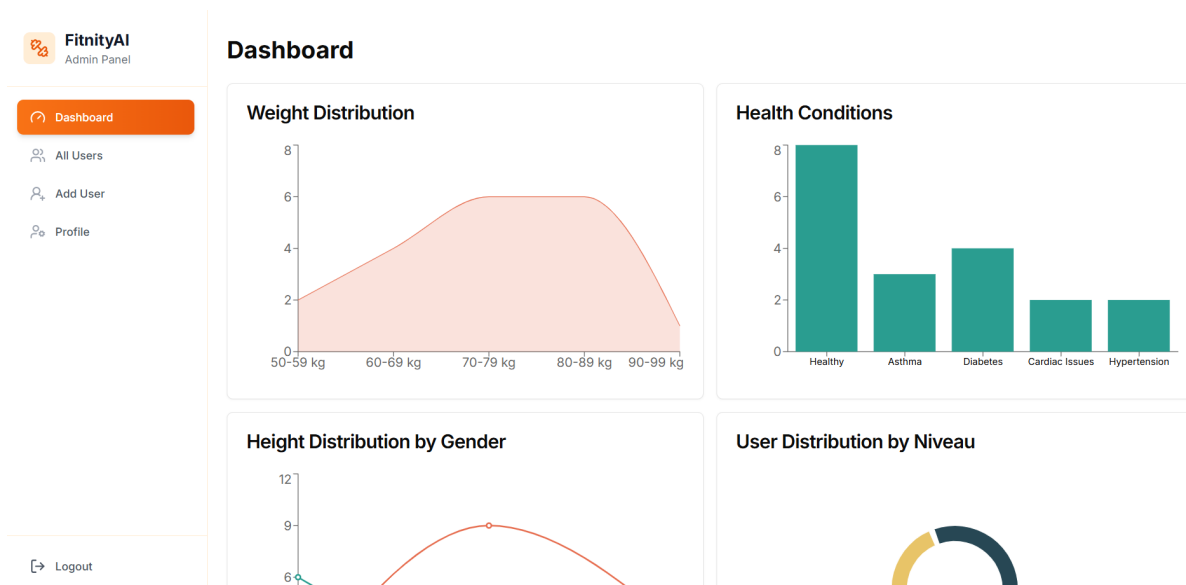 FitnityAI
Admin Panel
Dashboard
All Users
Add User
Profile
Logout
Dashboard
Weight Distribution
8
6
4
2
0
50-59 kg 60-69 kg 70-79 kg 80-89 kg 90-99 kg
Health Conditions
8
6
4
2
0
Healthy Asthma Diabetes Cardiac Issues Hypertension
Height Distribution by Gender
12
9
6
User Distribution by Niveau